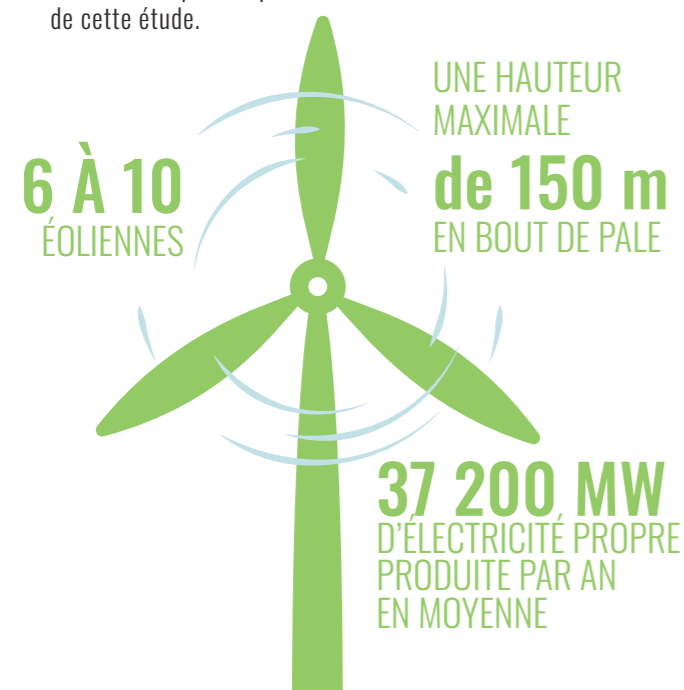 de cette étude.
6 À 10
ÉOLIENNES
UNE HAUTEUR
MAXIMALE
de 150 m
EN BOUT DE PALE
37 200 MW
D'ÉLECTRICITÉ PROPRE
PRODUITE PAR AN
EN MOYENNE